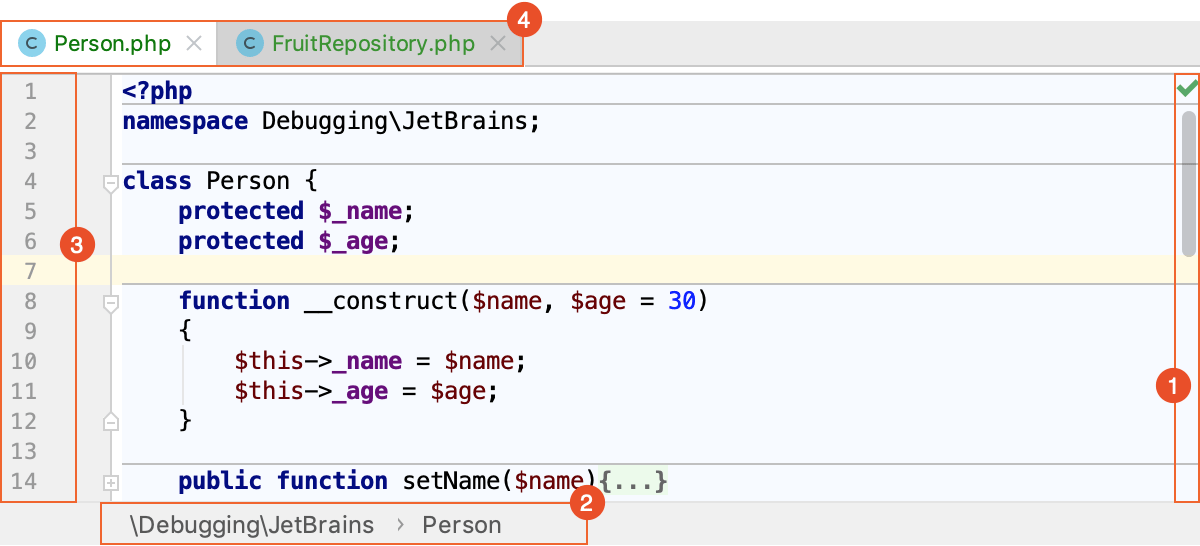 4
C Person.php C FruitRepository.php
1 <?php
2 namespace Debugging\JetBrains;
3
4 class Person {
5 protected $_name;
6 protected $_age;
3
7
8 function __construct($name, $age = 30)
9 {
10 $this->_name = $name;
11 $this->_age = $age;
1
12 }
13
14 public function setName($name){...}
2
\Debugging\JetBrains › Person